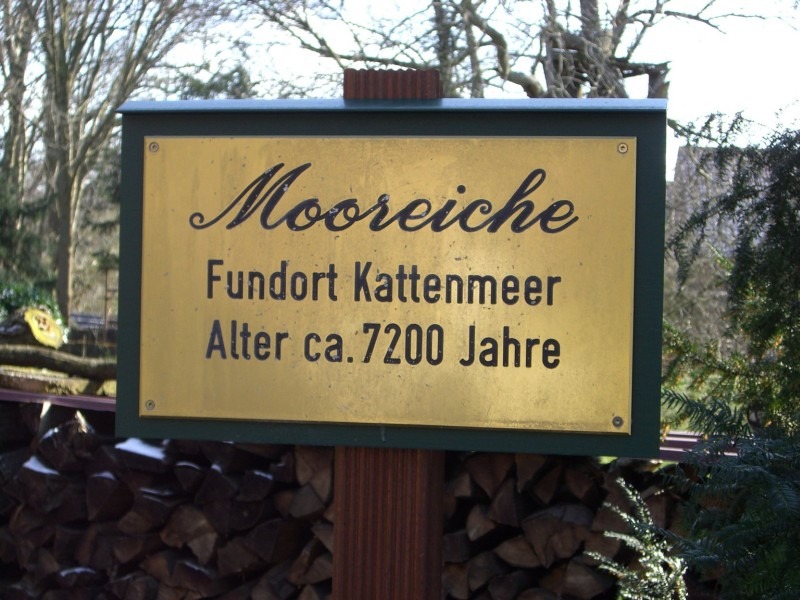 Mooreiche
Fundort Kattenmeer
Alter ca. 7200 Jahre